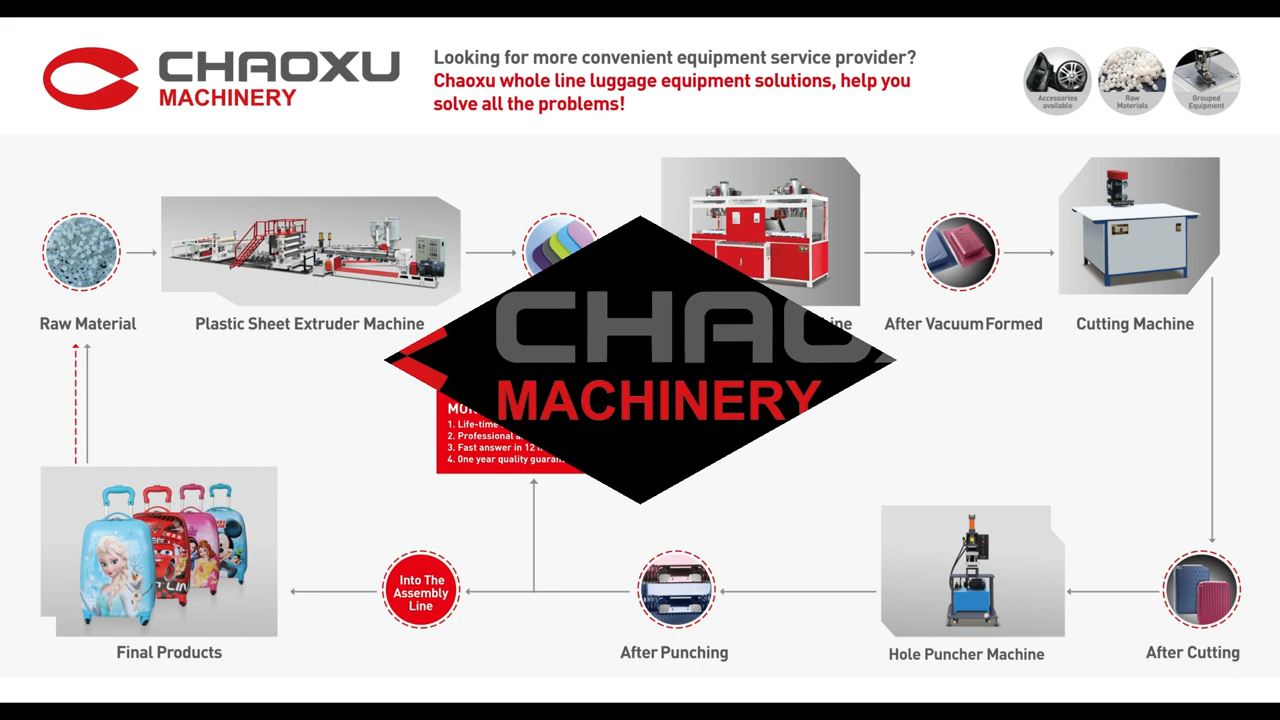 CHAOXU
MACHINERY
Looking for more convenient equipment service provider?
Chaoxu whole line luggage equipment solutions, help you
solve all the problems!
Accessories
available
Raw
Materials
Grouped
Equipment
Raw Material
Plastic Sheet Extruder Machine
After Vacuum Formed
Cutting Machine
CHAO
MACHINERY
1. Life-time
2. Professional
3. Fast answer in 12
4. One year quality
Into The
Assembly
Line
Final Products
After Punching
Hole Puncher Machine
After Cutting